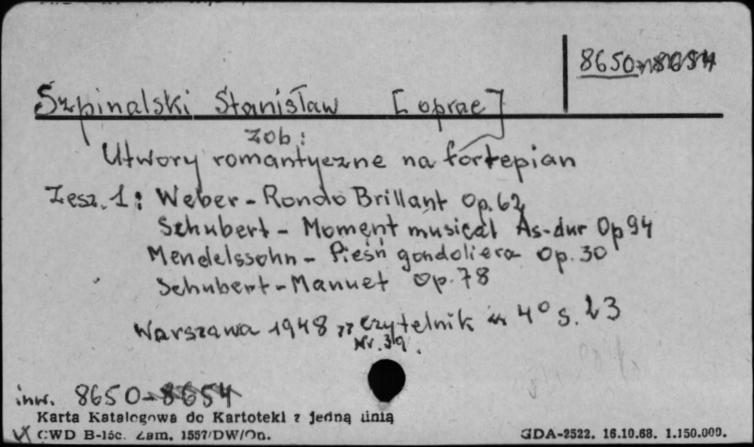 8650-8654
Szpinalski Stanisław [oprac]
zob:
Utwory romantyczne na fortepian
Zesz. 1: Weber - Rondo Brillant Op. 62
Schubert - Moment musical As-dur Op 94
Mendelssohn - Pieśń gondoliera Op. 30
Schubert - Manuet Op. 78
Warszawa 1948 Czytelnik 4° s. 23
Nr. 39.
inw. 8650-8654
Karta Katalogowa do Kartoteki z jedną linią
CWD B-1óc. Zam. 1557/DW/On. GDA-2522. 16.10.68. 1.150.000.